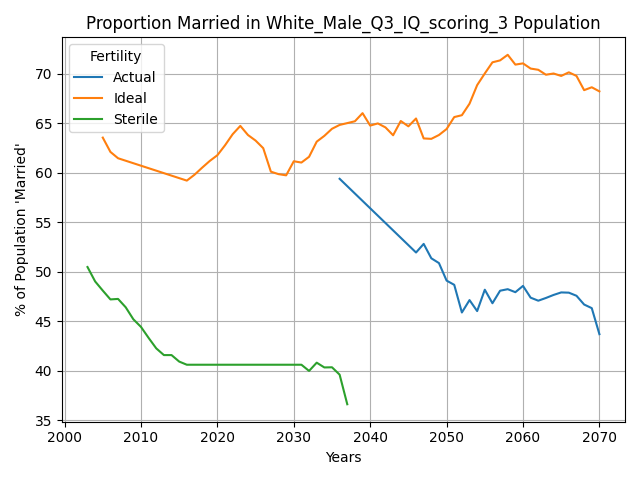 Proportion Married in White_Male_Q3_IQ_scoring_3 Population
Fertility
Actual
Ideal
Sterile
% of Population 'Married'
70
65
60
55
50
45
40
35
2000 2010 2020 2030 2040 2050 2060 2070
Years